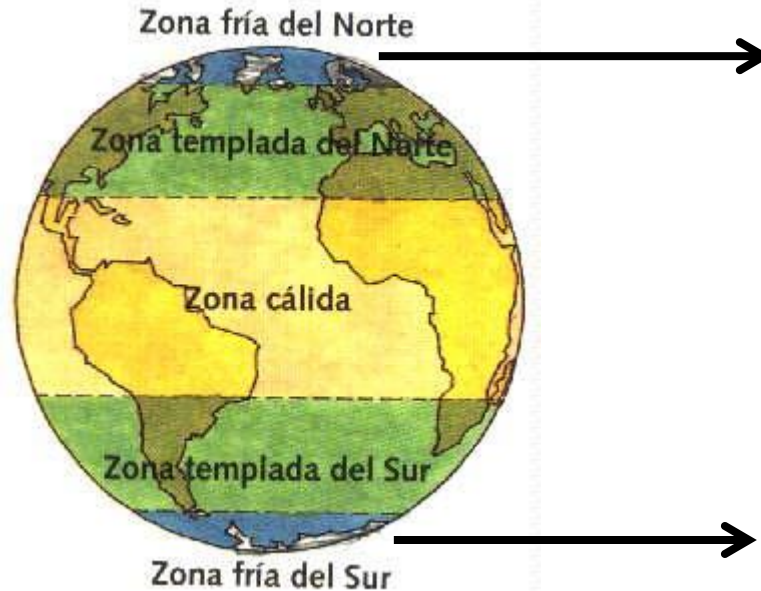 Zona fría del Norte
Zona templada del Norte
Zona cálida
Zona templada del Sur
Zona fría del Sur